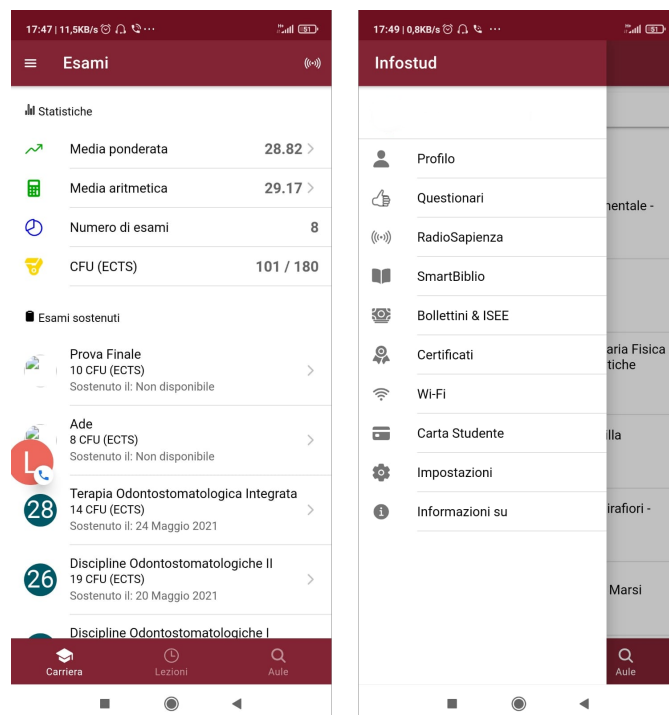 17:47 | 11,5KB/s
51
Esami
Statistiche
Media ponderata 28.82
Media aritmetica 29.17
Numero di esami 8
CFU (ECTS) 101 / 180
Esami sostenuti
Prova Finale
10 CFU (ECTS)
Sostenuto il: Non disponibile
Ade
8 CFU (ECTS)
Sostenuto il: Non disponibile
L
28
Terapia Odontostomatologica Integrata
14 CFU (ECTS)
Sostenuto il: 24 Maggio 2021
26
Discipline Odontostomatologiche II
19 CFU (ECTS)
Sostenuto il: 20 Maggio 2021
Discipline Odontostomatologiche I
Carriera
Lezioni
Aule
17:49 | 0,8KB/s
51
Infostud
Profilo
Questionari
RadioSapienza
SmartBiblio
Bollettini & ISEE
Certificati
Wi-Fi
Carta Studente
Impostazioni
Informazioni su
nentale -
aria Fisica
tiche
illa
irafiori -
Marsi
Aule